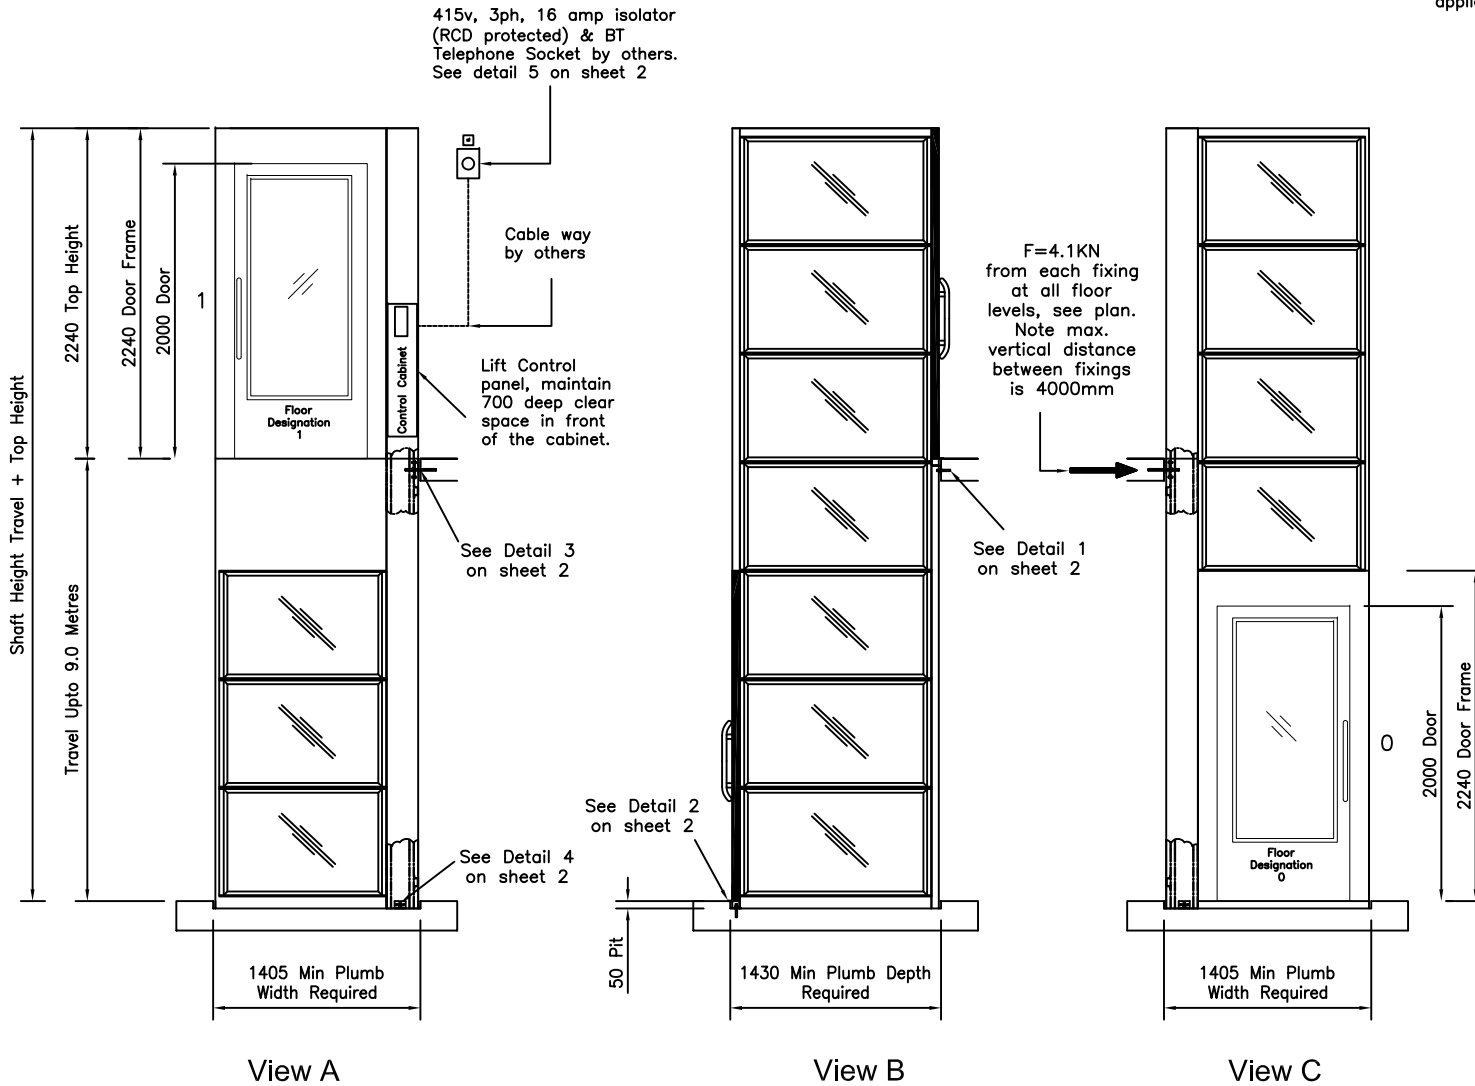 applie
415v, 3ph, 16 amp isolator
(RCD protected) & BT
Telephone Socket by others.
See detail 5 on sheet 2
Shaft Height Travel + Top Height
2240 Top Height
2240 Door Frame
2000 Door
1
Floor
Designation
1
Control Cabinet
Cable way
by others
Lift Control
panel, maintain
700 deep clear
space in front
of the cabinet.
Travel Upto 9.0 Metres
See Detail 3
on sheet 2
See Detail 4
on sheet 2
1405 Min Plumb
Width Required
View A
See Detail 1
on sheet 2
See Detail 2
on sheet 2
50 Pit
1430 Min Plumb Depth
Required
View B
F=4.1KN
from each fixing
at all floor
levels, see plan.
Note max.
vertical distance
between fixings
is 4000mm
Floor
Designation
0
0
2000 Door
2240 Door Frame
1405 Min Plumb
Width Required
View C